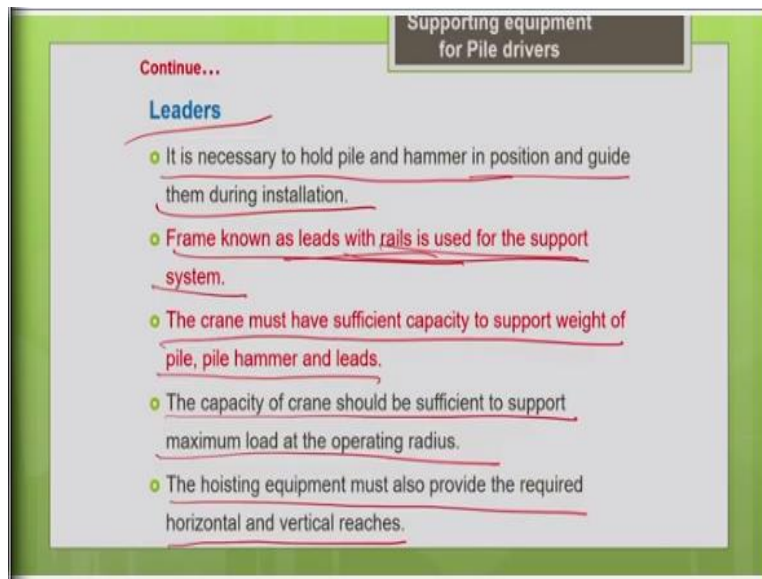 Supporting equipment
for Pile drivers
Continue...
Leaders
It is necessary to hold pile and hammer in position and guide
them during installation.
Frame known as leads with rails is used for the support
system.
The crane must have sufficient capacity to support weight of
pile, pile hammer and leads.
The capacity of crane should be sufficient to support
maximum load at the operating radius.
The hoisting equipment must also provide the required
horizontal and vertical reaches.